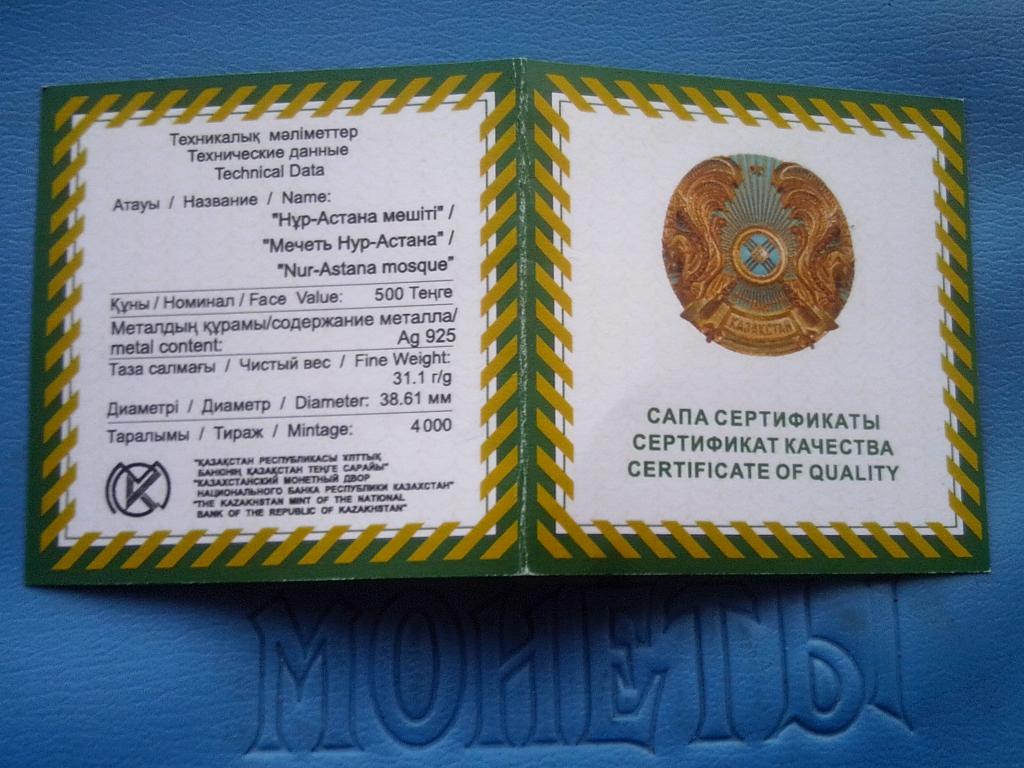 Техникалық мәліметтер
Технические данные
Technical Data
Атауы / Название / Name:
"Нұр-Астана мешіті" /
"Мечеть Нур-Астана" /
"Nur-Astana mosque"
Құны / Номинал / Face Value: 500 Теңге
Металдың құрамы/содержание металла/
metal content: Ag 925
Таза салмағы / Чистый вес / Fine Weight:
31.1 г/g
Диаметрі / Диаметр / Diameter: 38.61 мм
Таралымы / Тираж / Mintage: 4 000
"ҚАЗАҚСТАН РЕСПУБЛИКАСЫ ҰЛТТЫҚ
БАНКІНІҢ ҚАЗАҚСТАН ТЕҢГЕ САРАЙЫ"
"КАЗАХСТАНСКИЙ МОНЕТНЫЙ ДВОР
НАЦИОНАЛЬНОГО БАНКА РЕСПУБЛИКИ КАЗАХСТАН"
"THE KAZAKHSTAN MINT OF THE NATIONAL
BANK OF THE REPUBLIC OF KAZAKHSTAN"
ҚАЗАҚСТАН
САПА СЕРТИФИКАТЫ
СЕРТИФИКАТ КАЧЕСТВА
CERTIFICATE OF QUALITY
МОНЕТЫ